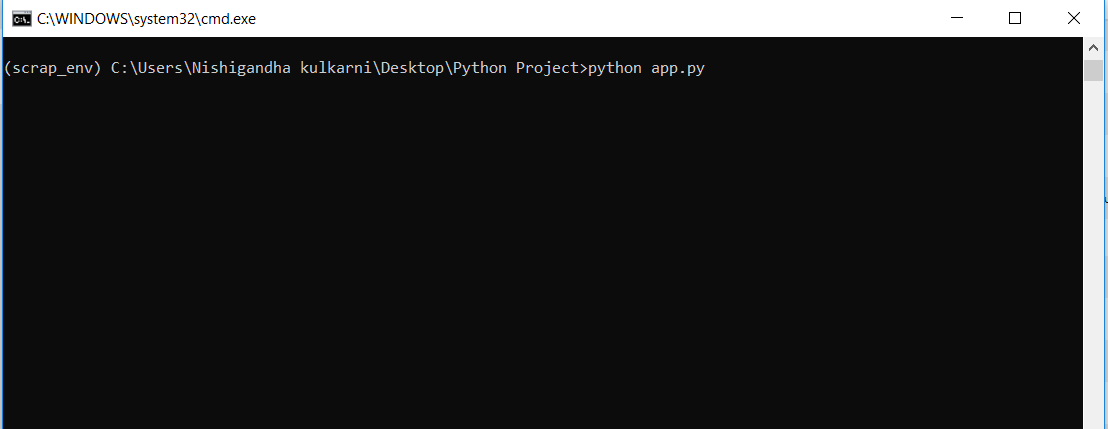 C:\WINDOWS\system32\cmd.exe
(scrap_env) C:\Users\Nishigandha kulkarni\Desktop\Python Project>python app.py